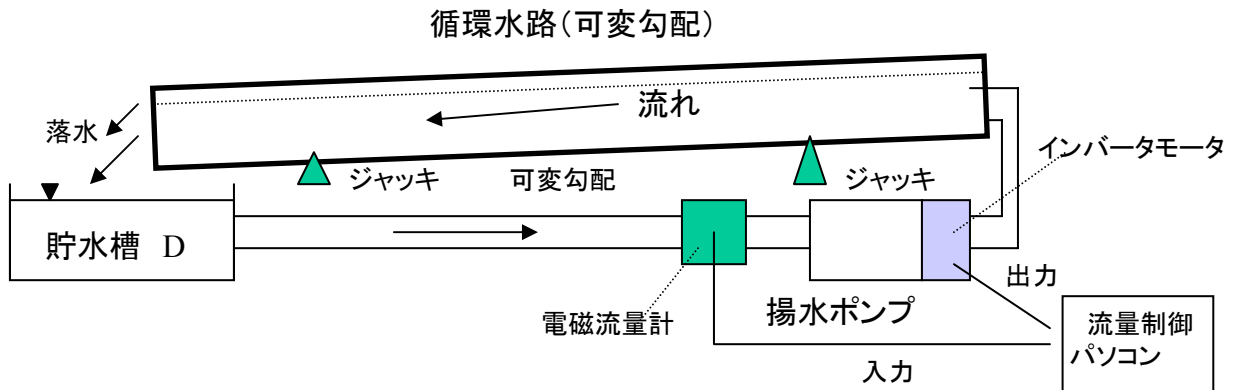 循環水路(可変勾配)
流れ
落水
インバータモータ
ジャッキ
可変勾配
ジャッキ
貯水槽 D
出力
電磁流量計
揚水ポンプ
流量制御
パソコン
入力